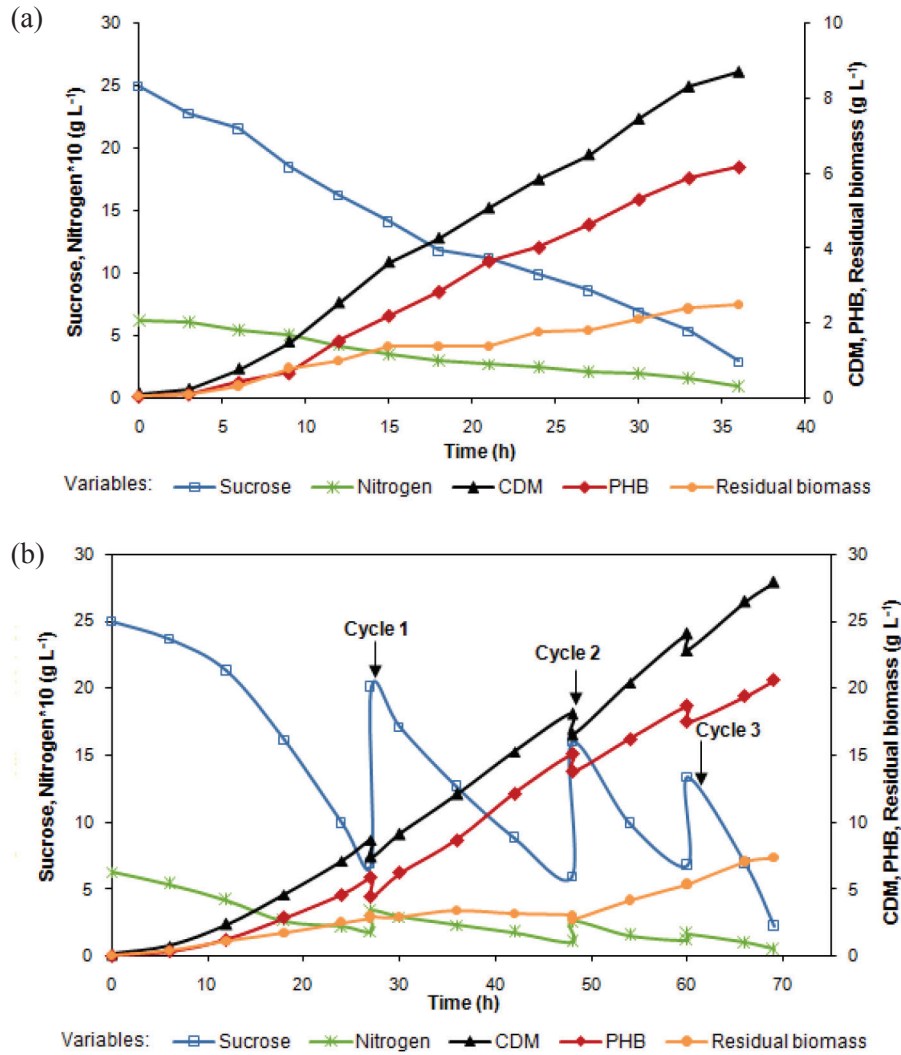 (a)
30
25
20
15
10
5
0
Sucrose, Nitrogen*10 (g L⁻¹)
10
8
6
4
2
0
CDM, PHB, Residual biomass (g L⁻¹)
0 5 10 15 20 25 30 35 40
Time (h)
Variables: Sucrose Nitrogen CDM PHB Residual biomass
(b)
30
25
20
15
10
5
0
Sucrose, Nitrogen*10 (g L⁻¹)
Cycle 1
Cycle 2
Cycle 3
30
25
20
15
10
5
0
CDM, PHB, Residual biomass (g L⁻¹)
0 10 20 30 40 50 60 70 80
Time (h)
Variables: Sucrose Nitrogen CDM PHB Residual biomass